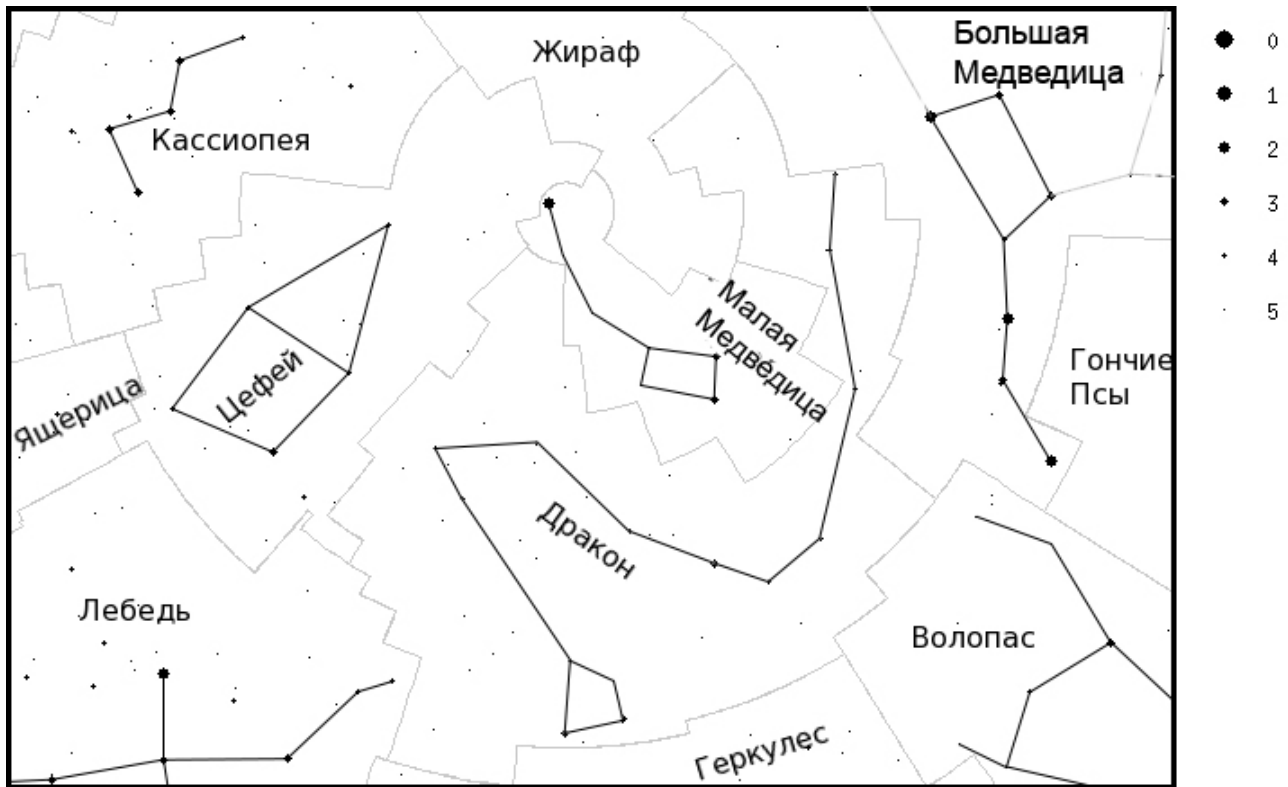 Жираф
Большая
Медведица
Кассиопея
Малая
Медведица
Цефей
Ящерица
Гончие
Псы
Дракон
Лебедь
Волопас
Геркулес
0
1
2
3
4
5